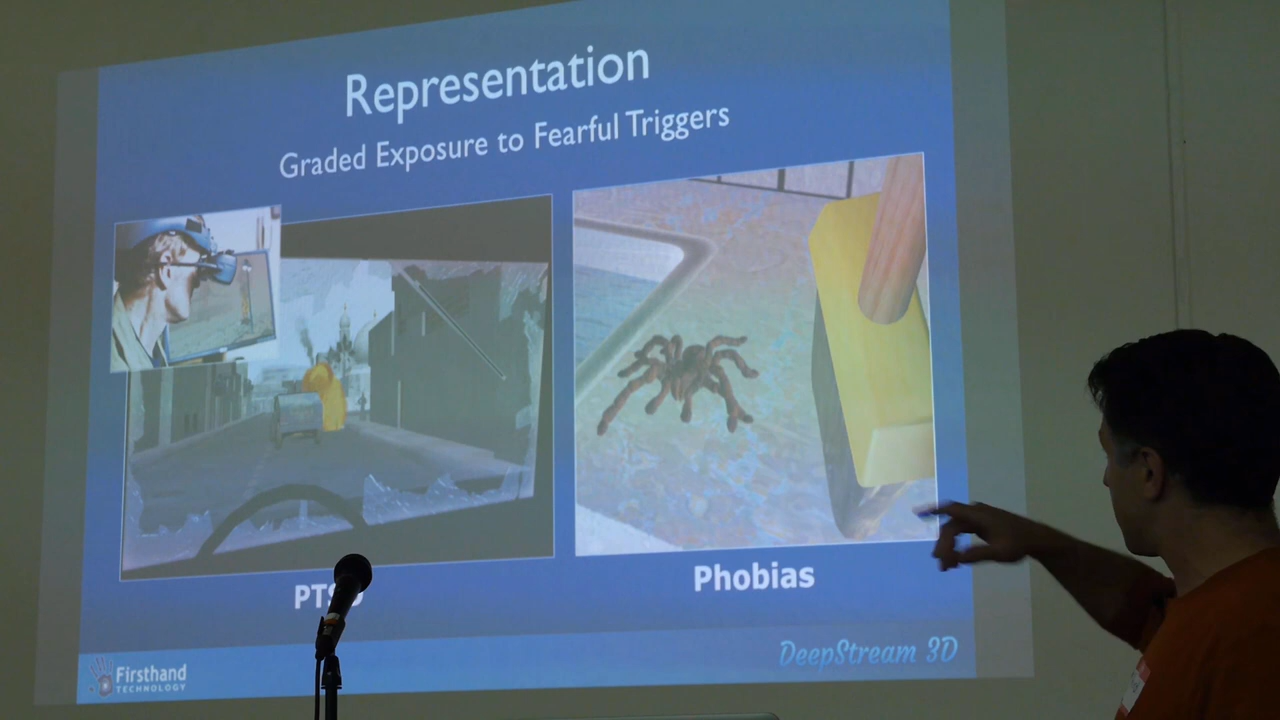 Representation
Graded Exposure to Fearful Triggers
Phobias
Firsthand
TECHNOLOGY
DeepStream 3D